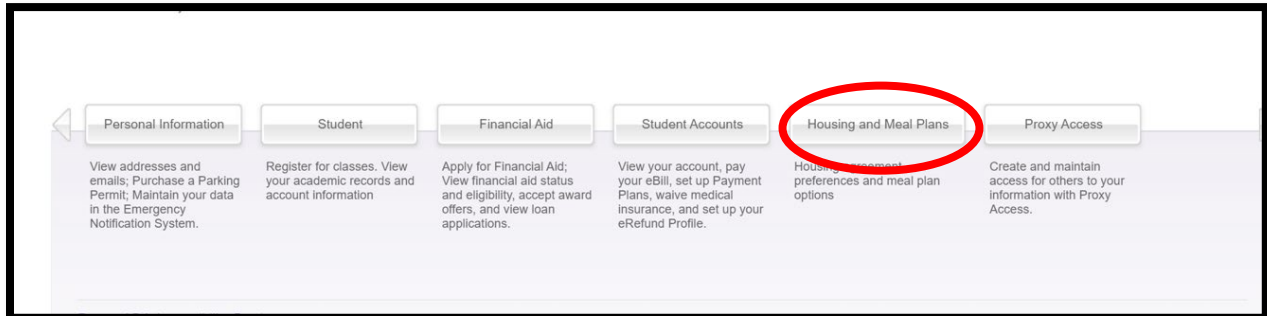 Personal Information
Student
Financial Aid
Student Accounts
Housing and Meal Plans
Proxy Access
View addresses and
emails; Purchase a Parking
Permit; Maintain your data
in the Emergency
Notification System.
Register for classes. View
your academic records and
account information
Apply for Financial Aid;
View financial aid status
and eligibility, accept award
offers, and view loan
applications.
View your account, pay
your eBill, set up Payment
Plans, waive medical
insurance, and set up your
eRefund Profile.
Housing agreement
preferences and meal plan
options
Create and maintain
access for others to your
information with Proxy
Access.